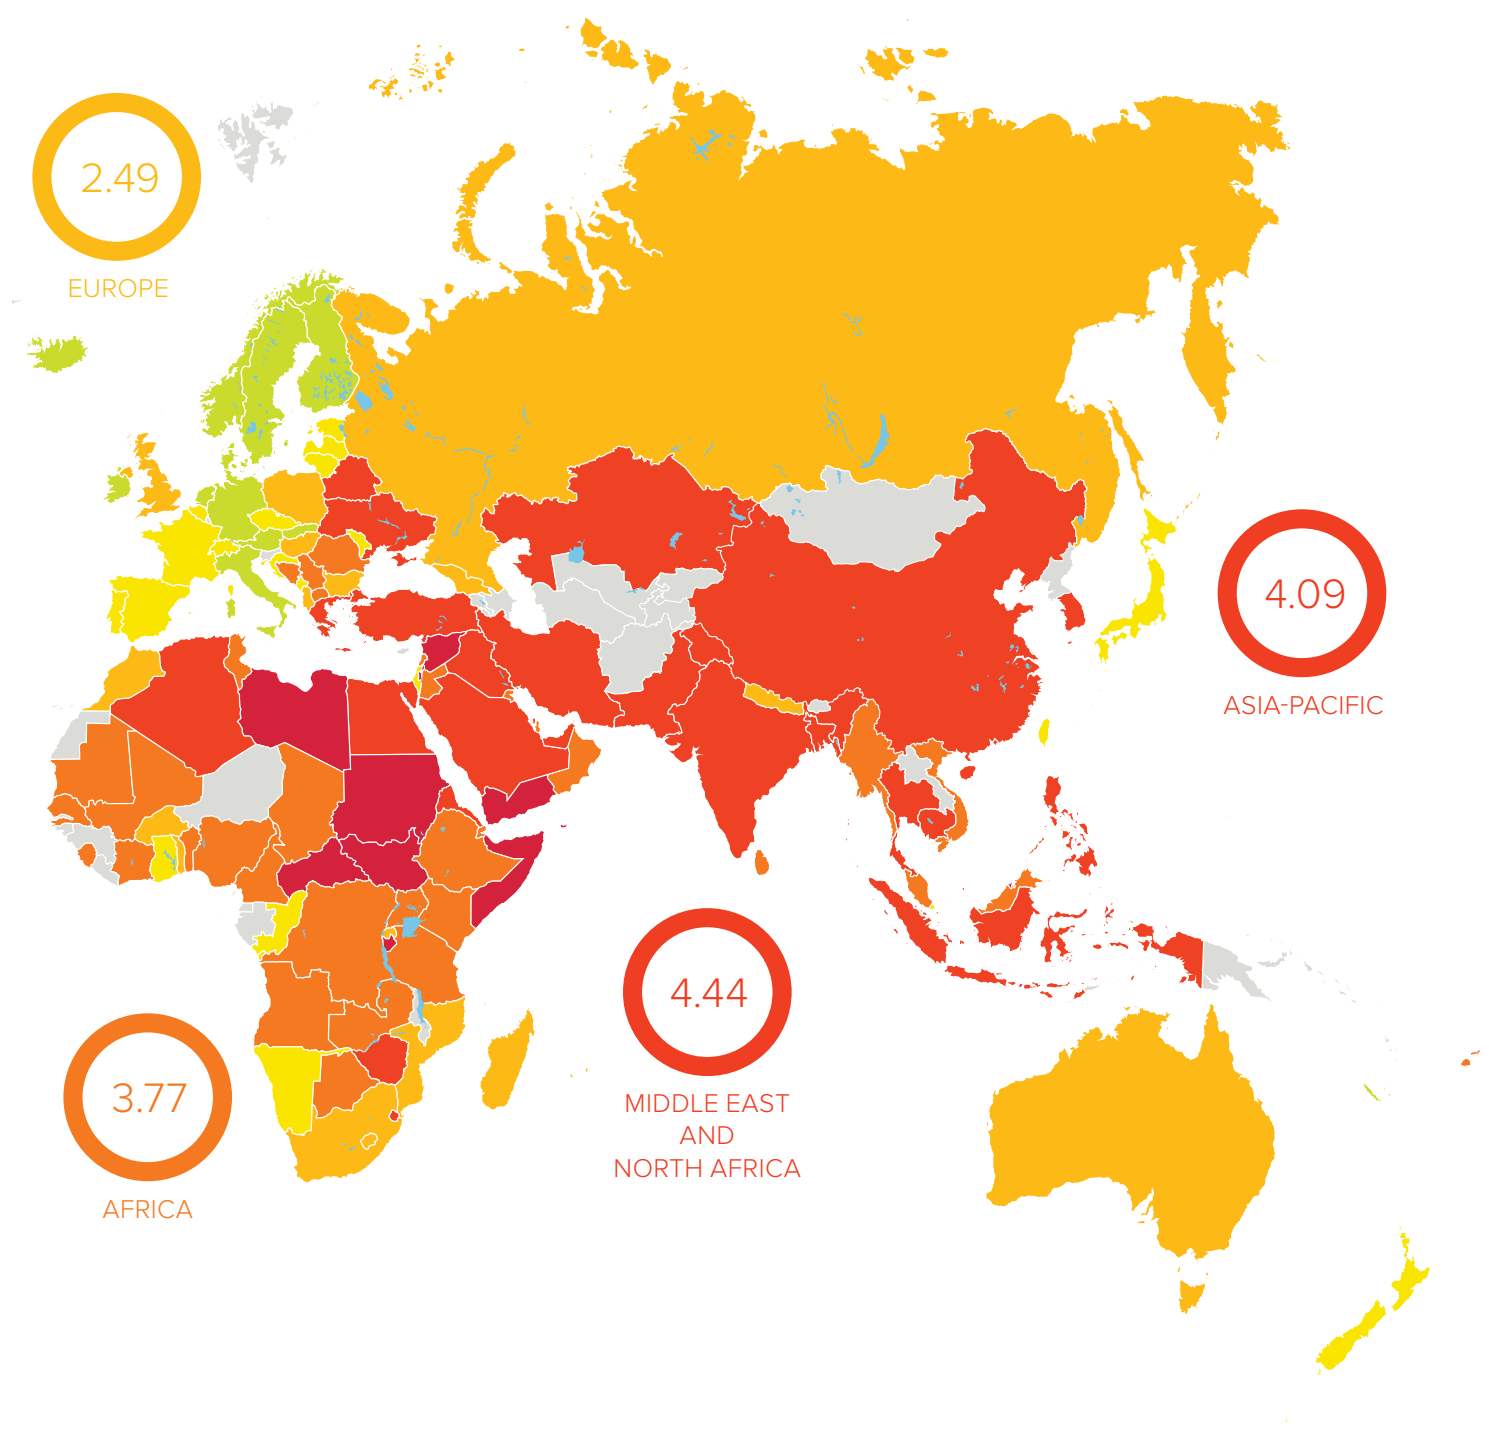 2.49
EUROPE
4.09
ASIA-PACIFIC
4.44
MIDDLE EAST
AND
NORTH AFRICA
3.77
AFRICA